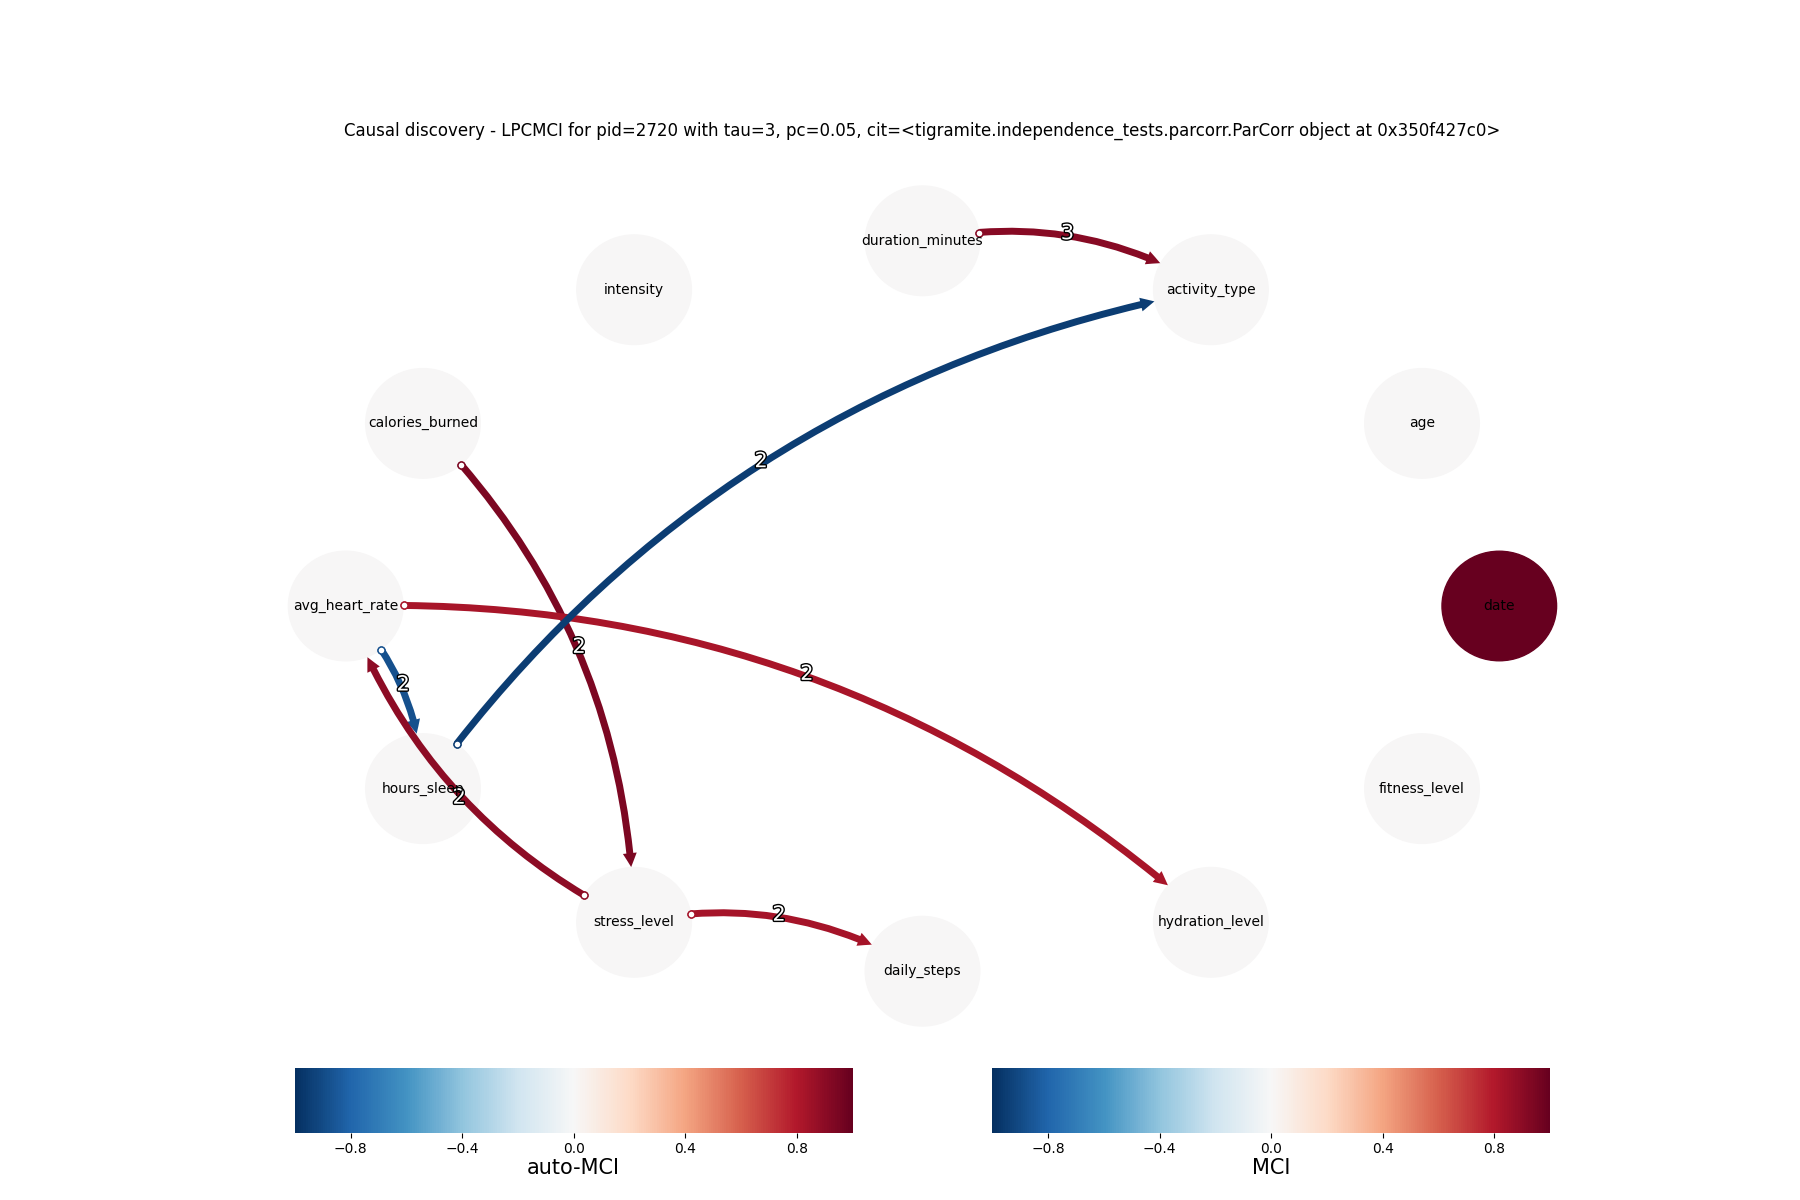 Causal discovery - LPCMCI for pid=2720 with tau=3, pc=0.05, cit=<tigramite.independence_tests.parcorr.ParCorr object at 0x350f427c0>
duration_minutes
3
intensity
activity_type
calories_burned
age
2
avg_heart_rate
date
2
2
2
hours_sleep
2
fitness_level
stress_level
2
hydration_level
daily_steps
−0.8 −0.4 0.0 0.4 0.8
auto-MCI
−0.8 −0.4 0.0 0.4 0.8
MCI